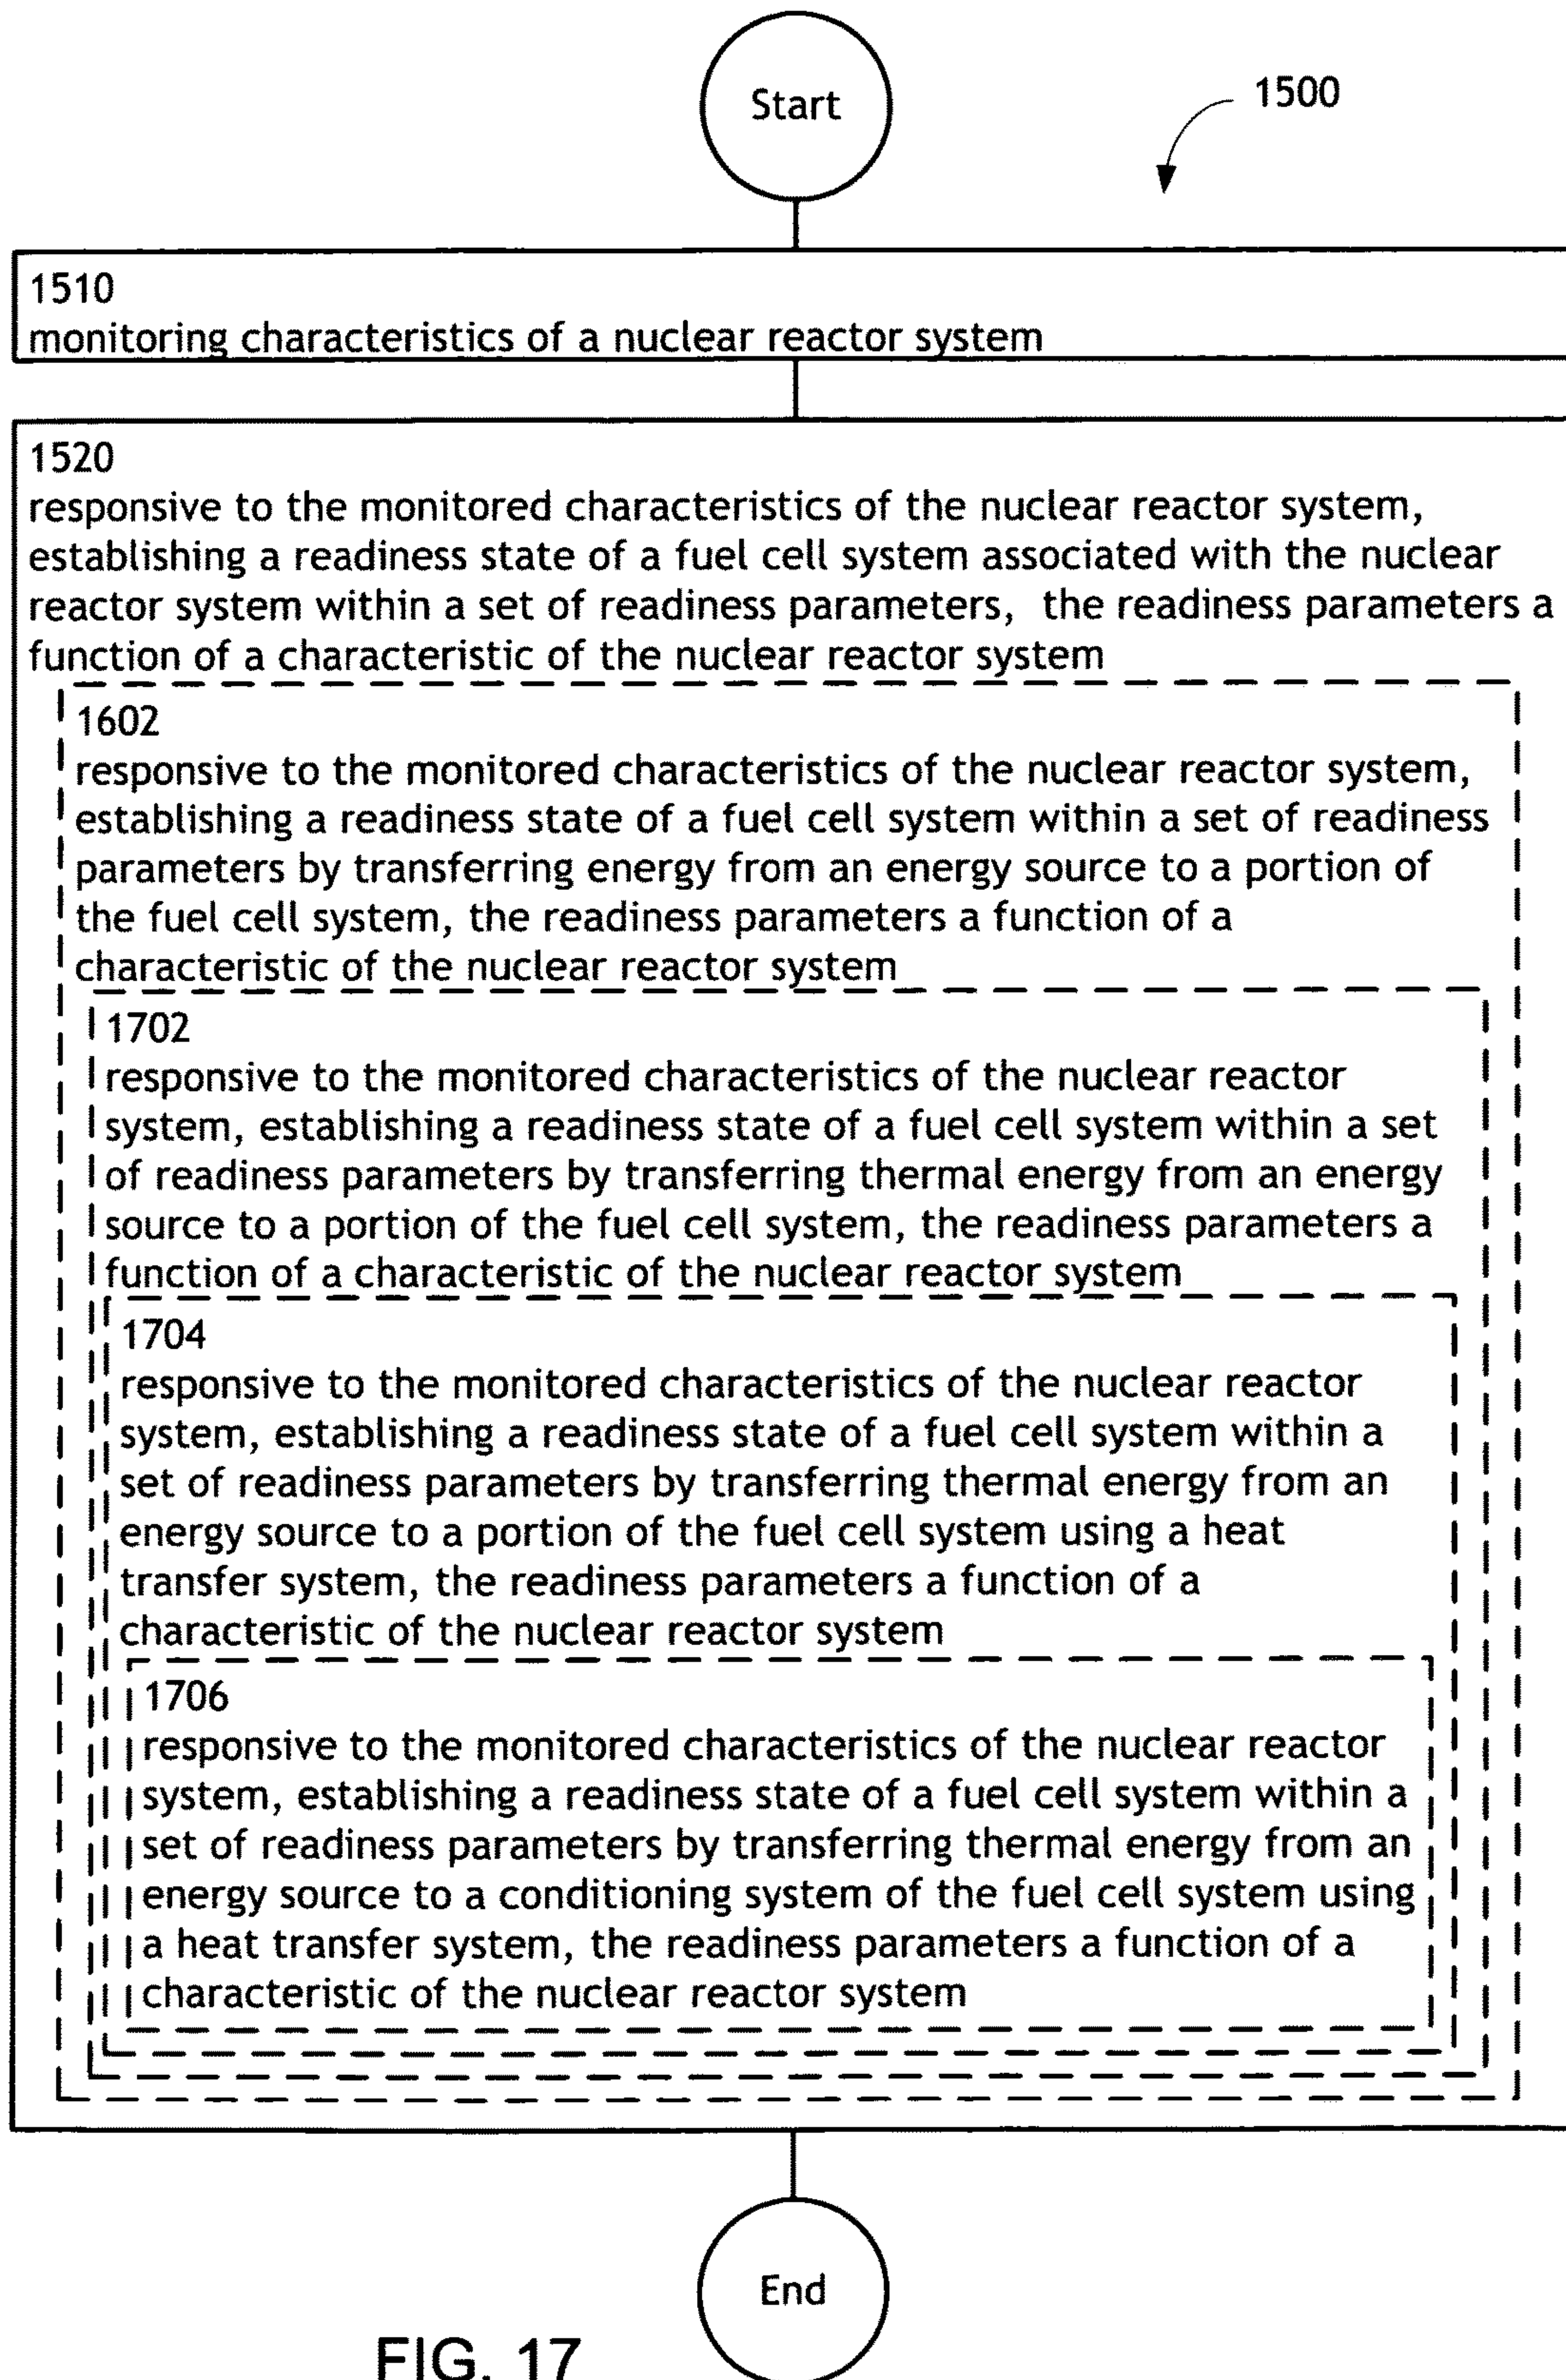 Start
1500
1510
monitoring characteristics of a nuclear reactor system
1520
responsive to the monitored characteristics of the nuclear reactor system,
establishing a readiness state of a fuel cell system associated with the nuclear
reactor system within a set of readiness parameters, the readiness parameters a
function of a characteristic of the nuclear reactor system
1602
responsive to the monitored characteristics of the nuclear reactor system,
establishing a readiness state of a fuel cell system within a set of readiness
parameters by transferring energy from an energy source to a portion of
the fuel cell system, the readiness parameters a function of a
characteristic of the nuclear reactor system
1702
responsive to the monitored characteristics of the nuclear reactor
system, establishing a readiness state of a fuel cell system within a set
of readiness parameters by transferring thermal energy from an energy
source to a portion of the fuel cell system, the readiness parameters a
function of a characteristic of the nuclear reactor system
1704
responsive to the monitored characteristics of the nuclear reactor
system, establishing a readiness state of a fuel cell system within a
set of readiness parameters by transferring thermal energy from an
energy source to a portion of the fuel cell system using a heat
transfer system, the readiness parameters a function of a
characteristic of the nuclear reactor system
1706
responsive to the monitored characteristics of the nuclear reactor
system, establishing a readiness state of a fuel cell system within a
set of readiness parameters by transferring thermal energy from an
energy source to a conditioning system of the fuel cell system using
a heat transfer system, the readiness parameters a function of a
characteristic of the nuclear reactor system
End
FIG. 17